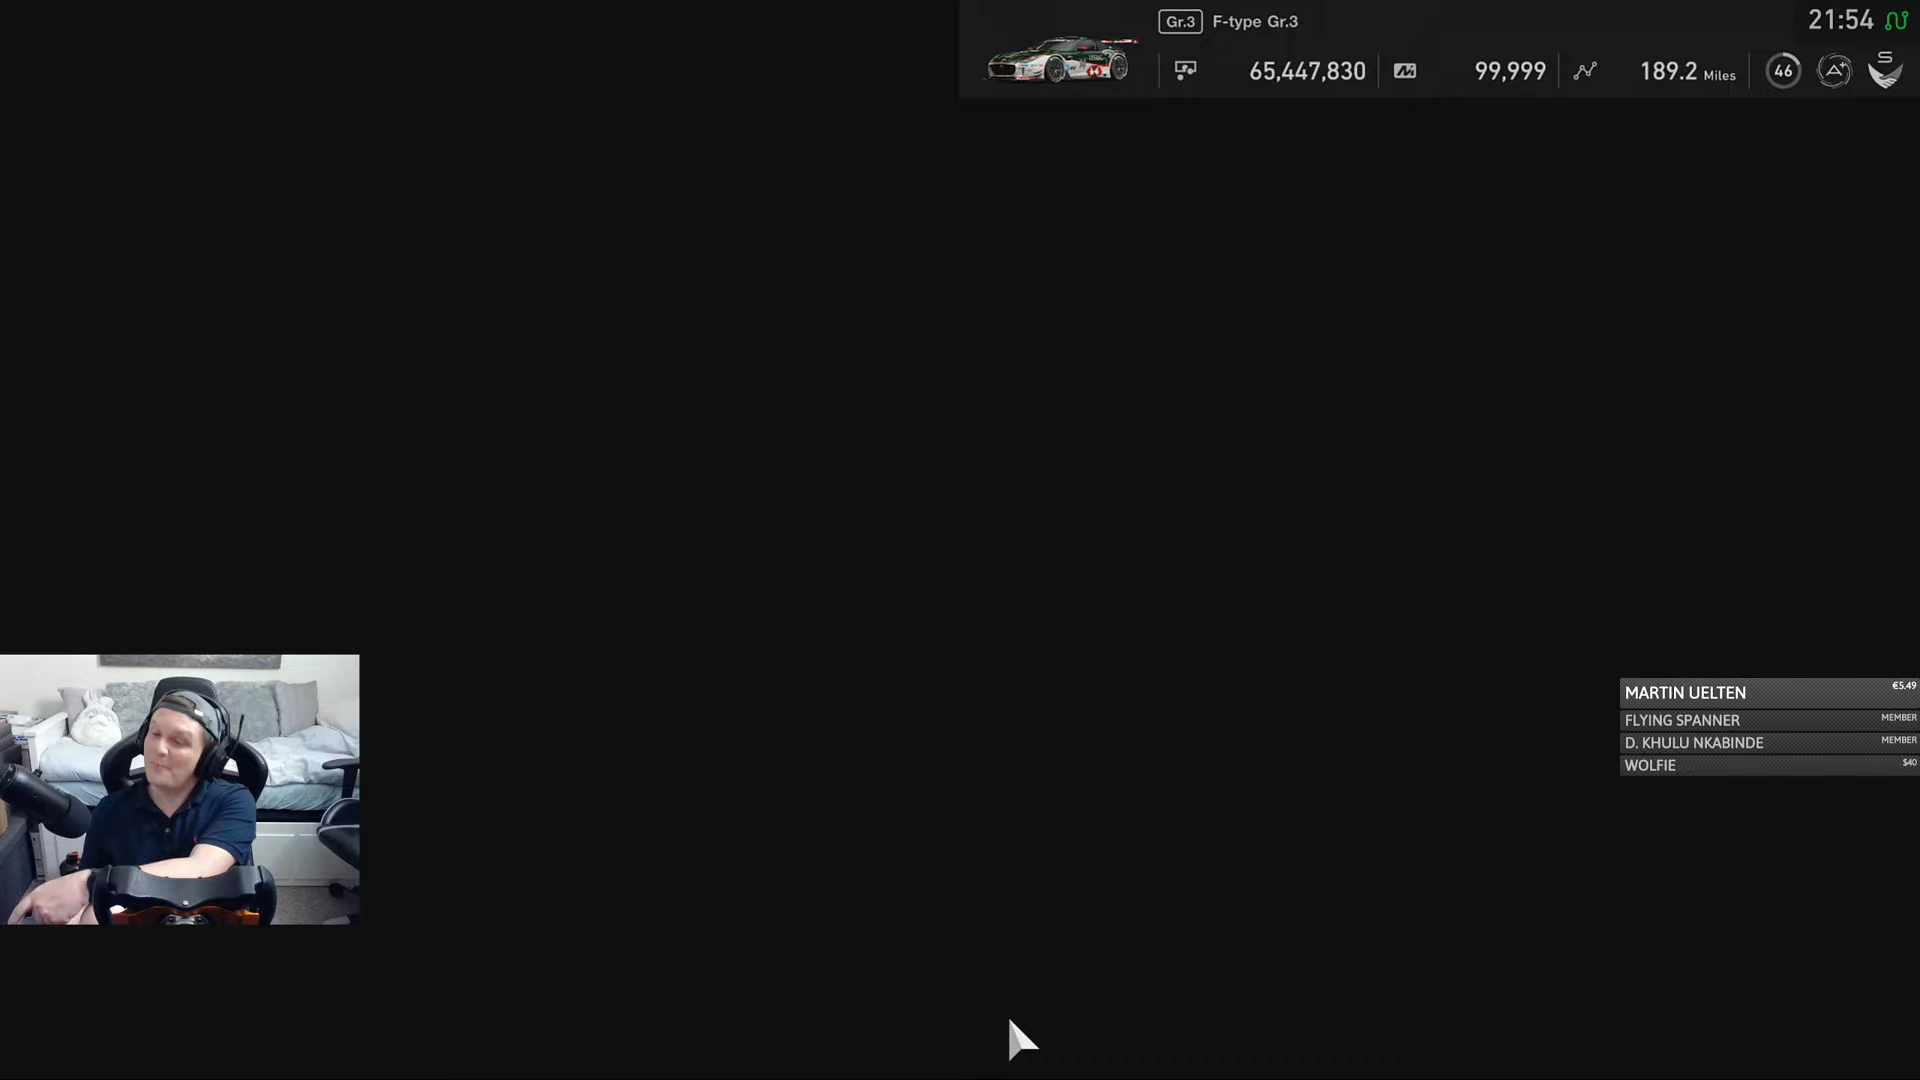 Gr.3 F-type Gr.3
21:54
65,447,830
99,999
189.2 Miles
46
A+
S
MARTIN UELTEN €5.49
FLYING SPANNER MEMBER
D. KHULU NKABINDE MEMBER
WOLFIE $40